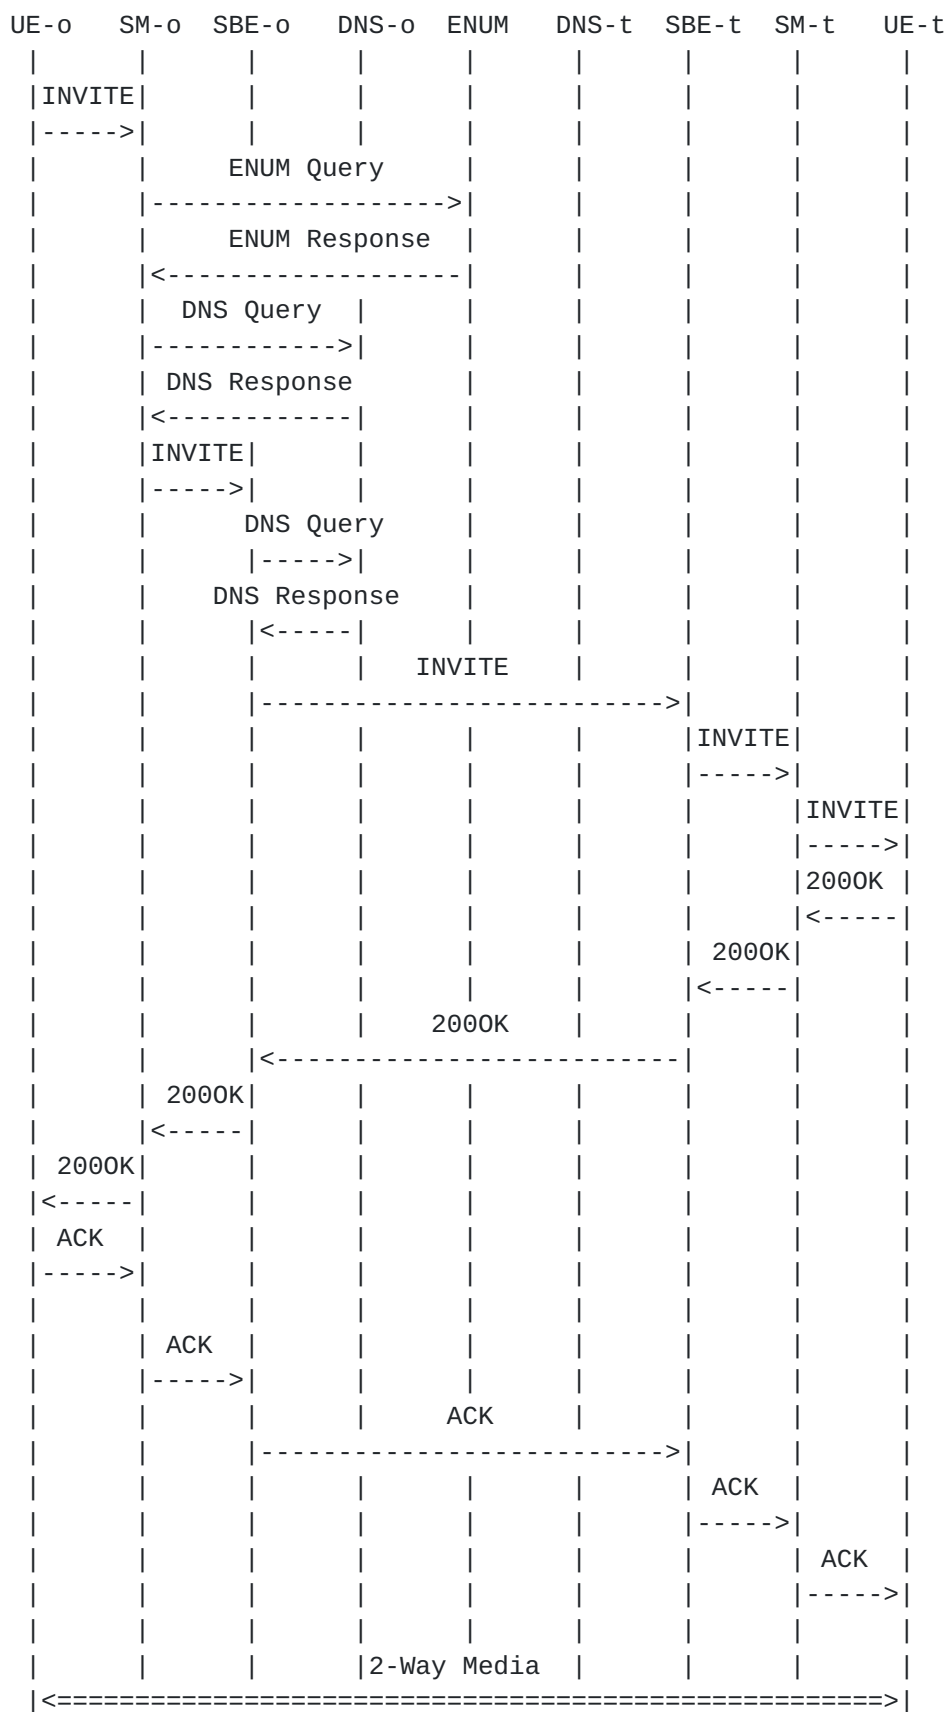 UE-o SM-o SBE-o DNS-o ENUM DNS-t SBE-t SM-t UE-t
INVITE
ENUM Query
ENUM Response
DNS Query
DNS Response
INVITE
DNS Query
DNS Response
INVITE
INVITE
INVITE
200OK
200OK
200OK
200OK
200OK
ACK
ACK
ACK
ACK
ACK
2-Way Media